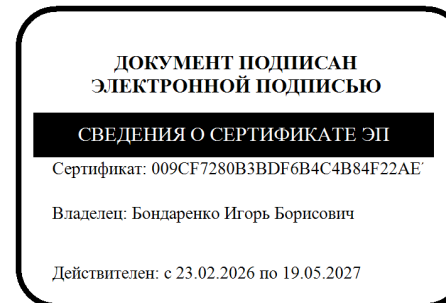 ДОКУМЕНТ ПОДПИСАН
ЭЛЕКТРОННОЙ ПОДПИСЬЮ
СВЕДЕНИЯ О СЕРТИФИКАТЕ ЭП
Сертификат: 009CF7280B3BDF6B4C4B84F22AE
Владелец: Бондаренко Игорь Борисович
Действителен: с 23.02.2026 по 19.05.2027